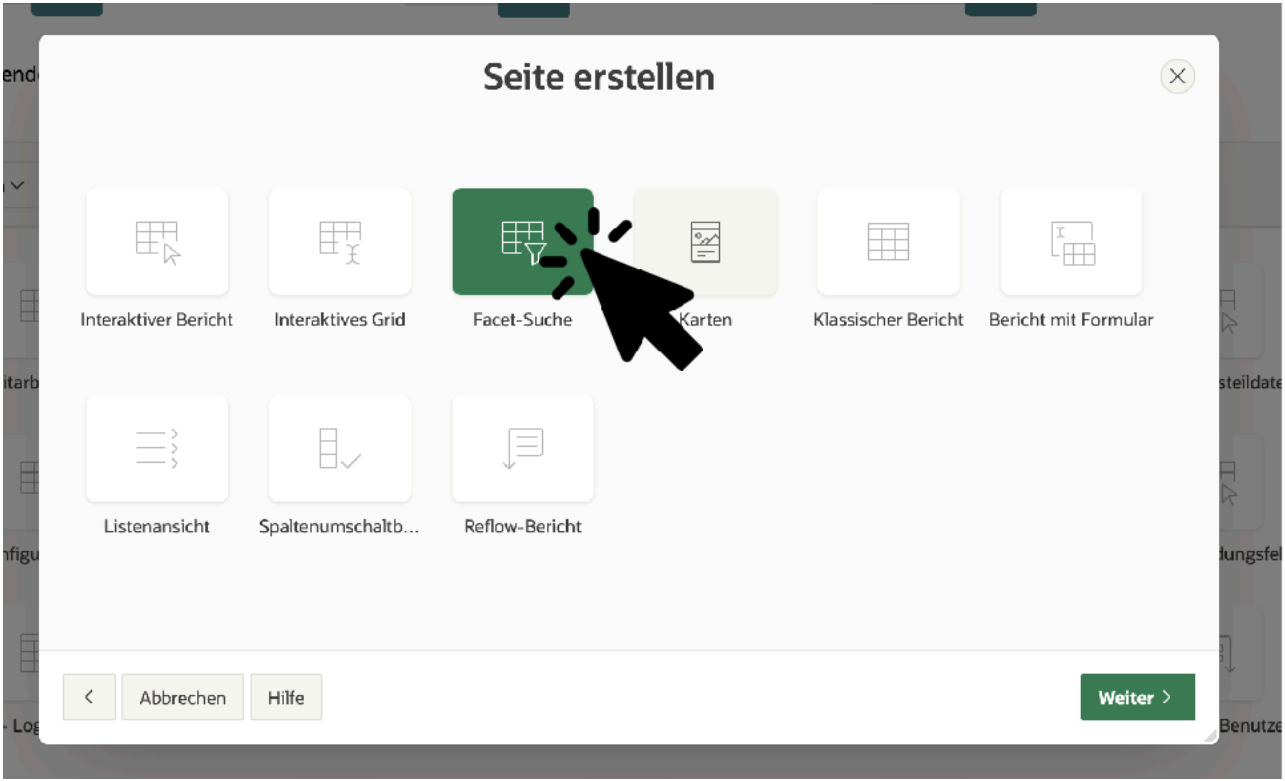 Seite erstellen
Interaktiver Bericht
Interaktives Grid
Facet-Suche
Karten
Klassischer Bericht
Bericht mit Formular
Listenansicht
Spaltenumschaltb...
Reflow-Bericht
Abbrechen
Hilfe
Weiter